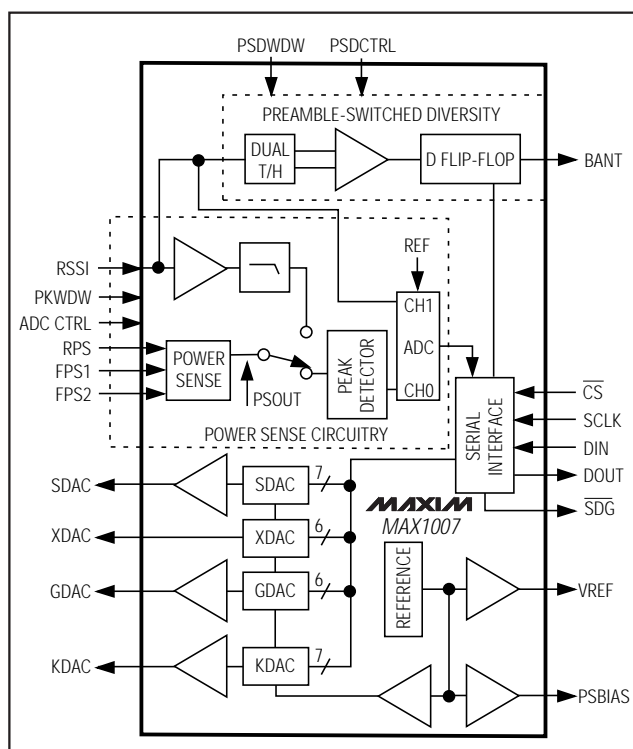 PSDWDW PSDCTRL
PREAMBLE-SWITCHED DIVERSITY
DUAL
T/H
D FLIP-FLOP
BANT
RSSI
PKWDW
ADC CTRL
RPS
FPS1
FPS2
REF
CH1
ADC
CH0
POWER
SENSE
PSOUT
PEAK
DETECTOR
POWER SENSE CIRCUITRY
SERIAL
INTERFACE
CS
SCLK
DIN
DOUT
SDG
SDAC
SDAC
7
XDAC
XDAC
6
GDAC
GDAC
6
KDAC
KDAC
7
MAXIM
MAX1007
REFERENCE
VREF
PSBIAS